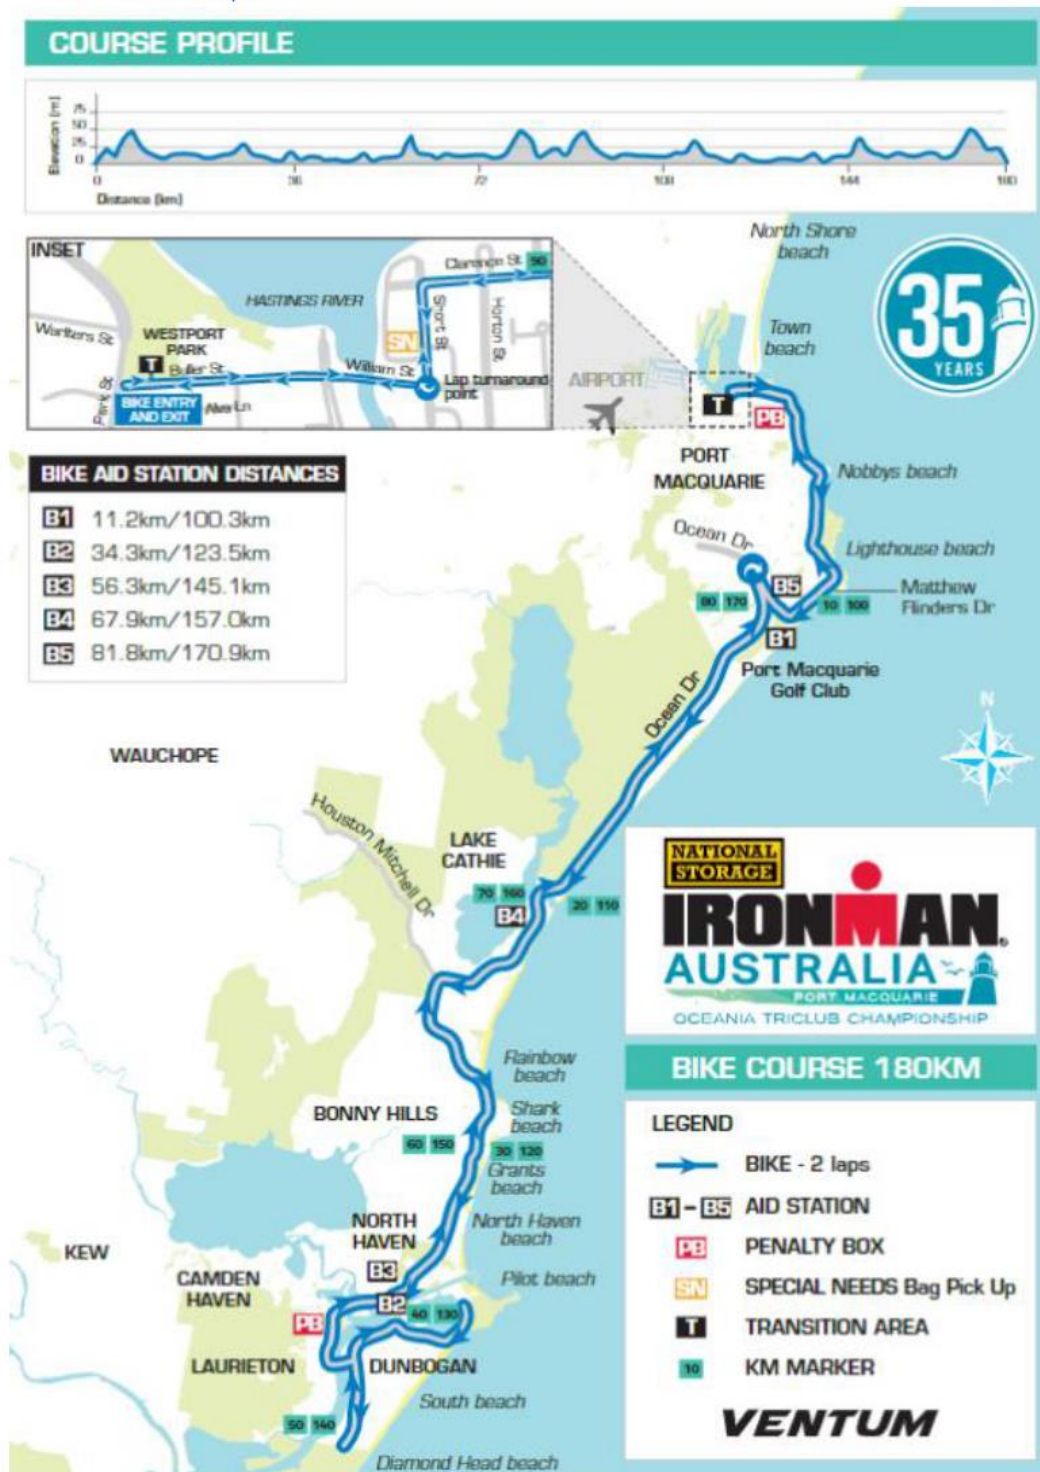 COURSE PROFILE
Elevation (m)
75
50
25
0
0
36
72
108
144
180
Distance (km)
INSET
HASTINGS RIVER
Clarence St
90
Warlters St
WESTPORT
PARK
T
Buller St
SN
Short St
Horton St
William St
Lap turnaround
point
Park St
BIKE ENTRY
AND EXIT
North Shore
beach
35
YEARS
Town
beach
AIRPORT
T
PB
PORT
MACQUARIE
Nobbys beach
Ocean Dr
Lighthouse beach
B5
Matthew
Flinders Dr
80 170
10 100
B1
Port Macquarie
Golf Club
Ocean Dr
BIKE AID STATION DISTANCES
B1 11.2km/100.3km
B2 34.3km/123.5km
B3 56.3km/145.1km
B4 67.9km/157.0km
B5 81.8km/170.9km
N
WAUCHOPE
Houston Mitchell Dr
LAKE
CATHIE
70 160
B4
20 110
NATIONAL
STORAGE
IRONMAN
AUSTRALIA
PORT MACQUARIE
OCEANIA TRICLUB CHAMPIONSHIP
Rainbow
beach
BONNY HILLS
Shark
beach
60 150
30 120
Grants
beach
NORTH
HAVEN
North Haven
beach
KEW
B3
CAMDEN
HAVEN
Pilot beach
B2
40 130
PB
LAURIETON
DUNBOGAN
South beach
50 140
Diamond Head beach
BIKE COURSE 180KM
LEGEND
BIKE - 2 laps
B1 - B5 AID STATION
PB PENALTY BOX
SN SPECIAL NEEDS Bag Pick Up
T TRANSITION AREA
10 KM MARKER
VENTUM